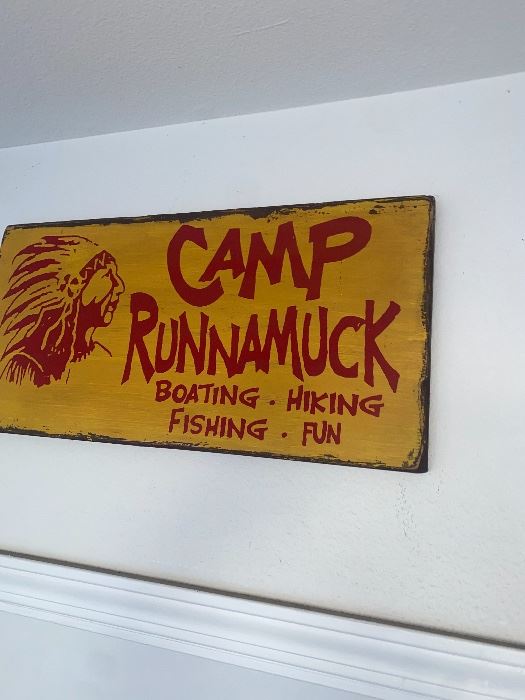 CAMP
RUNNAMUCK
BOATING . HIKING
FISHING . FUN